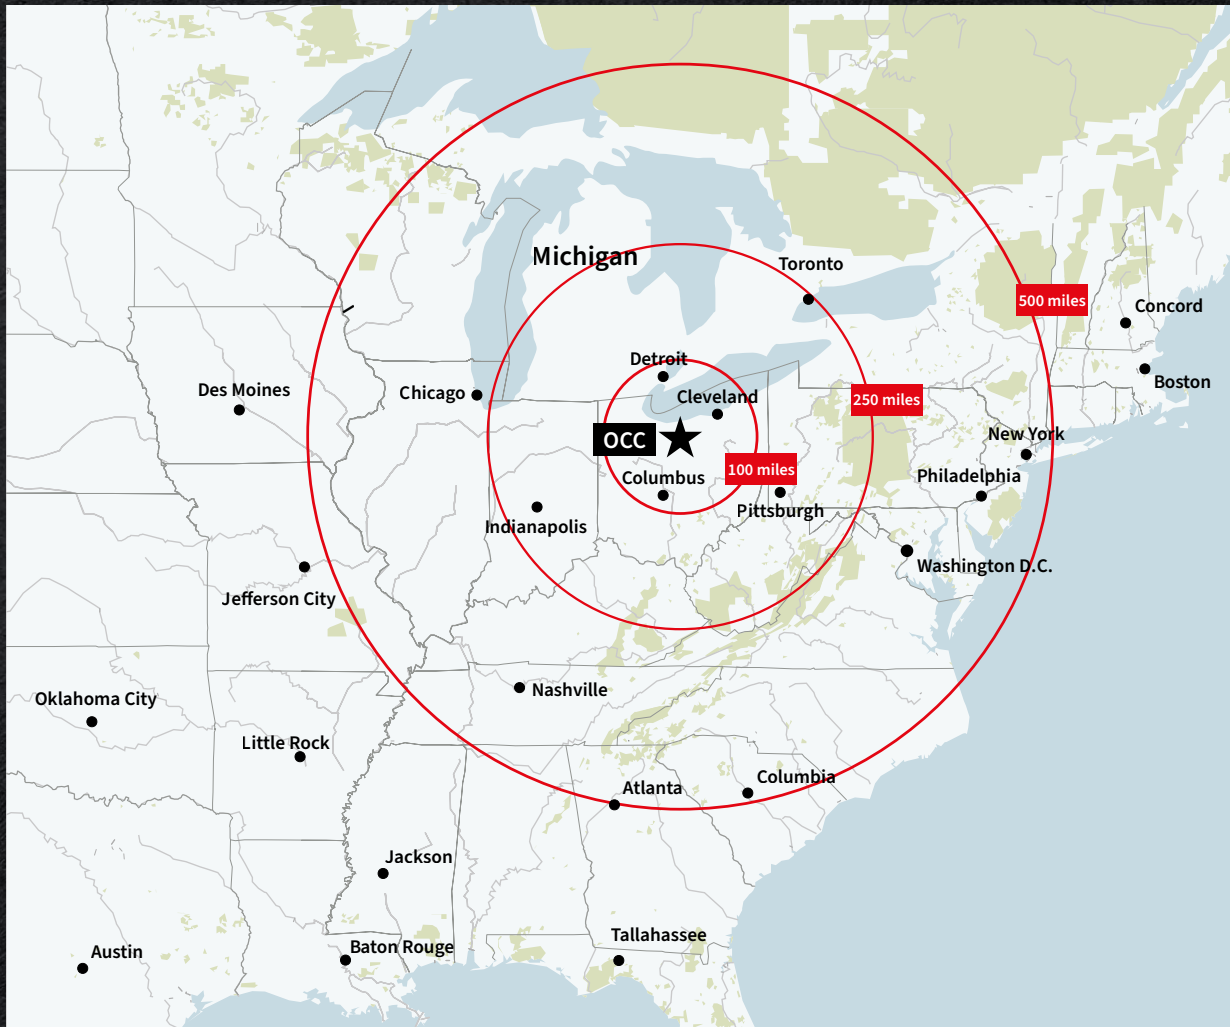 Michigan
Toronto
500 miles
Concord
Detroit
Boston
Des Moines
Chicago
Cleveland
250 miles
New York
OCC
100 miles
Columbus
Philadelphia
Pittsburgh
Indianapolis
Washington D.C.
Jefferson City
Nashville
Oklahoma City
Little Rock
Columbia
Atlanta
Jackson
Tallahassee
Baton Rouge
Austin